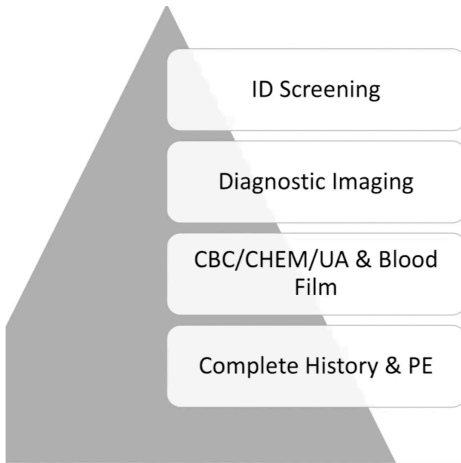 ID Screening
Diagnostic Imaging
CBC/CHEM/UA & Blood
Film
Complete History & PE